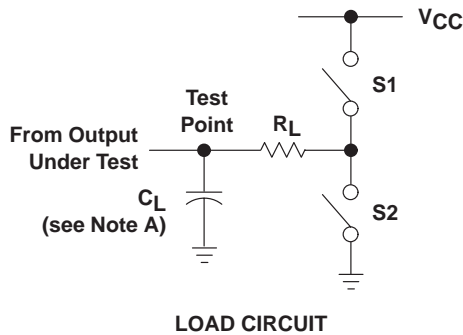 VCC
S1
Test
Point
RL
From Output
Under Test
CL
(see Note A)
S2
LOAD CIRCUIT